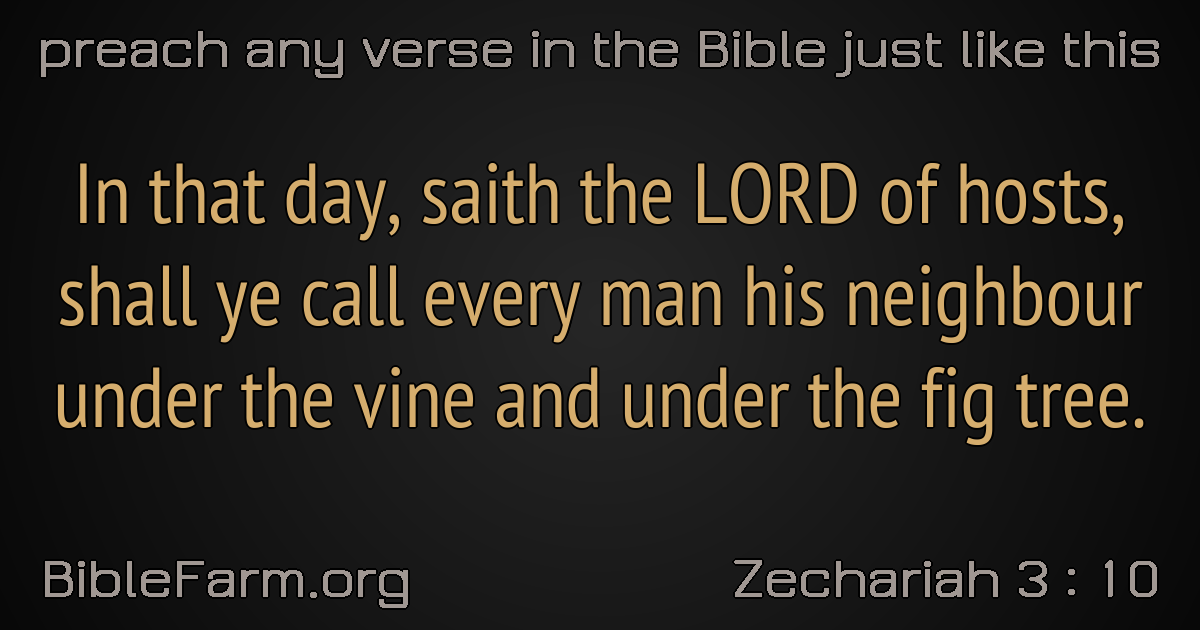 preach any verse in the Bible just like this
In that day, saith the LORD of hosts,
shall ye call every man his neighbour
under the vine and under the fig tree.
BibleFarm.org
Zechariah 3 : 10